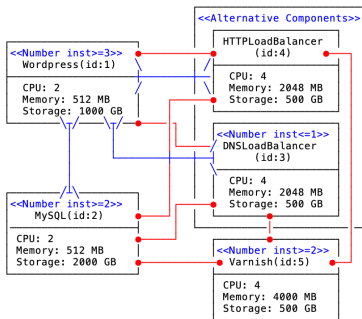 <<Alternative Components>>
<<Number inst>=3>>
Wordpress(id:1)
CPU: 2
Memory: 512 MB
Storage: 1000 GB
HTTPLoadBalancer
(id:4)
CPU: 4
Memory: 2048 MB
Storage: 500 GB
<<Number inst<=1>>
DNSLoadBalancer
(id:3)
CPU: 4
Memory: 2048 MB
Storage: 500 GB
<<Number inst>=2>>
MySQL(id:2)
CPU: 2
Memory: 512 MB
Storage: 2000 GB
<<Number inst>=2>>
Varnish(id:5)
CPU: 4
Memory: 4000 MB
Storage: 500 GB